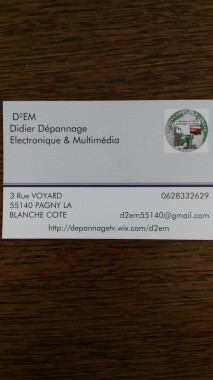 D²EM
Didier Dépannage
Electronique & Multimédia
3 Rue VOYARD
55140 PAGNY LA
BLANCHE COTE
0628332629
d2em55140@gmail.com
http://depannagetv.wix.com/d2em